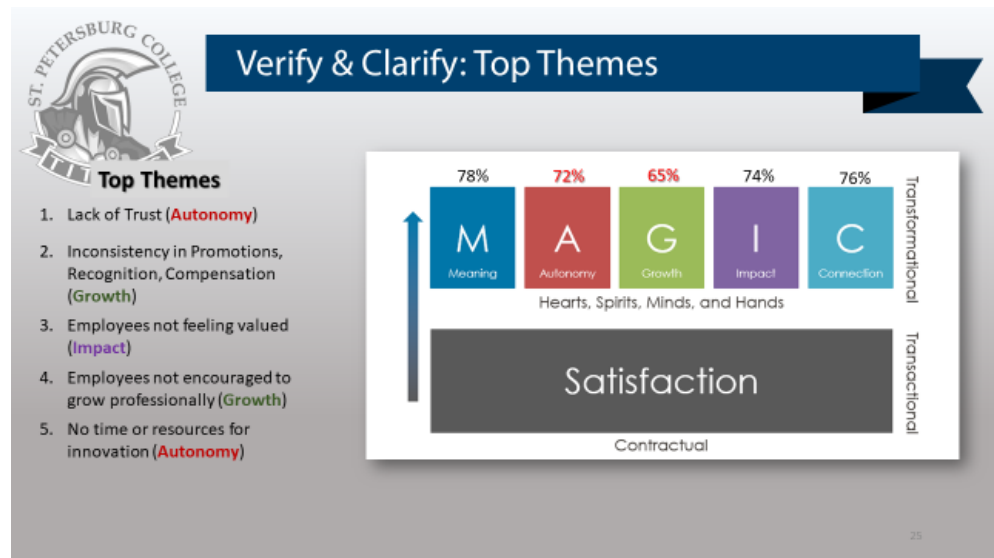 ST. PETERSBURG COLLEGE
Verify & Clarify: Top Themes
Top Themes
1. Lack of Trust (Autonomy)
2. Inconsistency in Promotions,
Recognition, Compensation
(Growth)
3. Employees not feeling valued
(Impact)
4. Employees not encouraged to
grow professionally (Growth)
5. No time or resources for
innovation (Autonomy)
78% 72% 65% 74% 76%
M A G I C
Meaning Autonomy Growth Impact Connection
Hearts, Spirits, Minds, and Hands
Transformational
Satisfaction
Transactional
Contractual
25